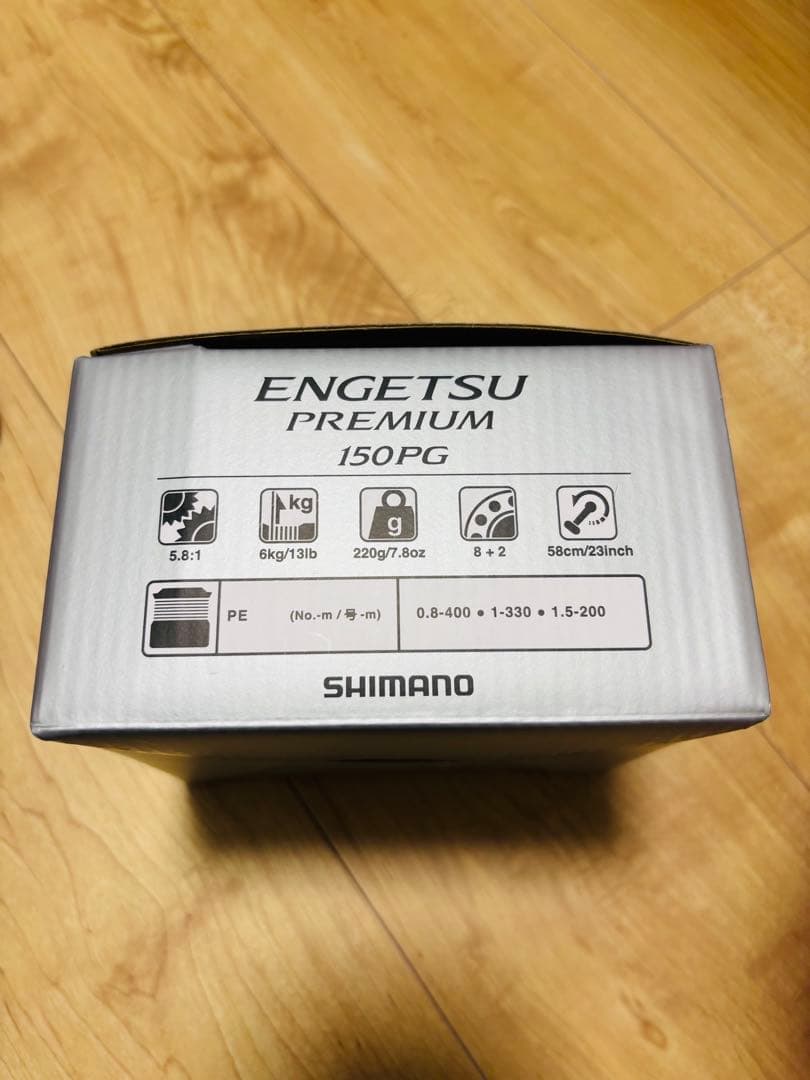 ENGETSU
PREMIUM
150PG
kg
g
5.8:1 6kg/13lb 220g/7.8oz 8 + 2 58cm/23inch
PE (No.-m / 号 -m) 0.8-400 • 1-330 • 1.5-200
SHIMANO